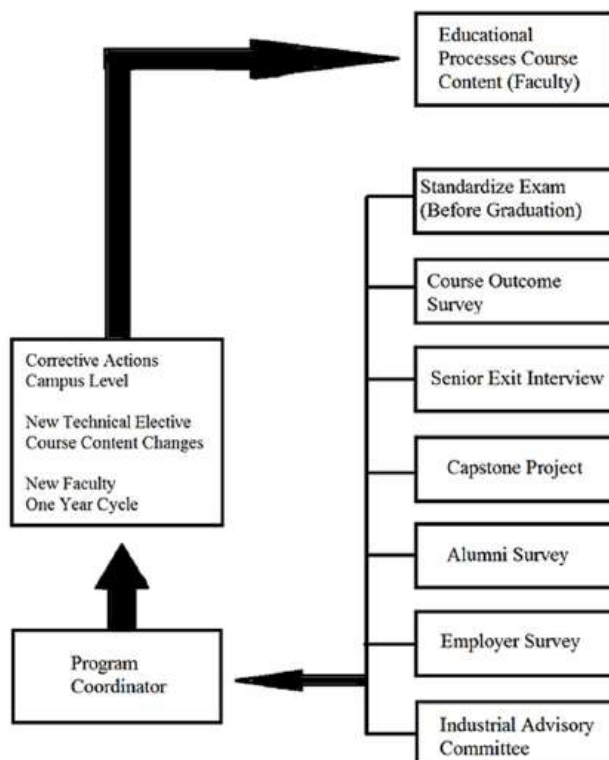 Educational
Processes Course
Content (Faculty)
Standardize Exam
(Before Graduation)
Course Outcome
Survey
Senior Exit Interview
Capstone Project
Alumni Survey
Employer Survey
Industrial Advisory
Committee
Corrective Actions
Campus Level
New Technical Elective
Course Content Changes
New Faculty
One Year Cycle
Program
Coordinator